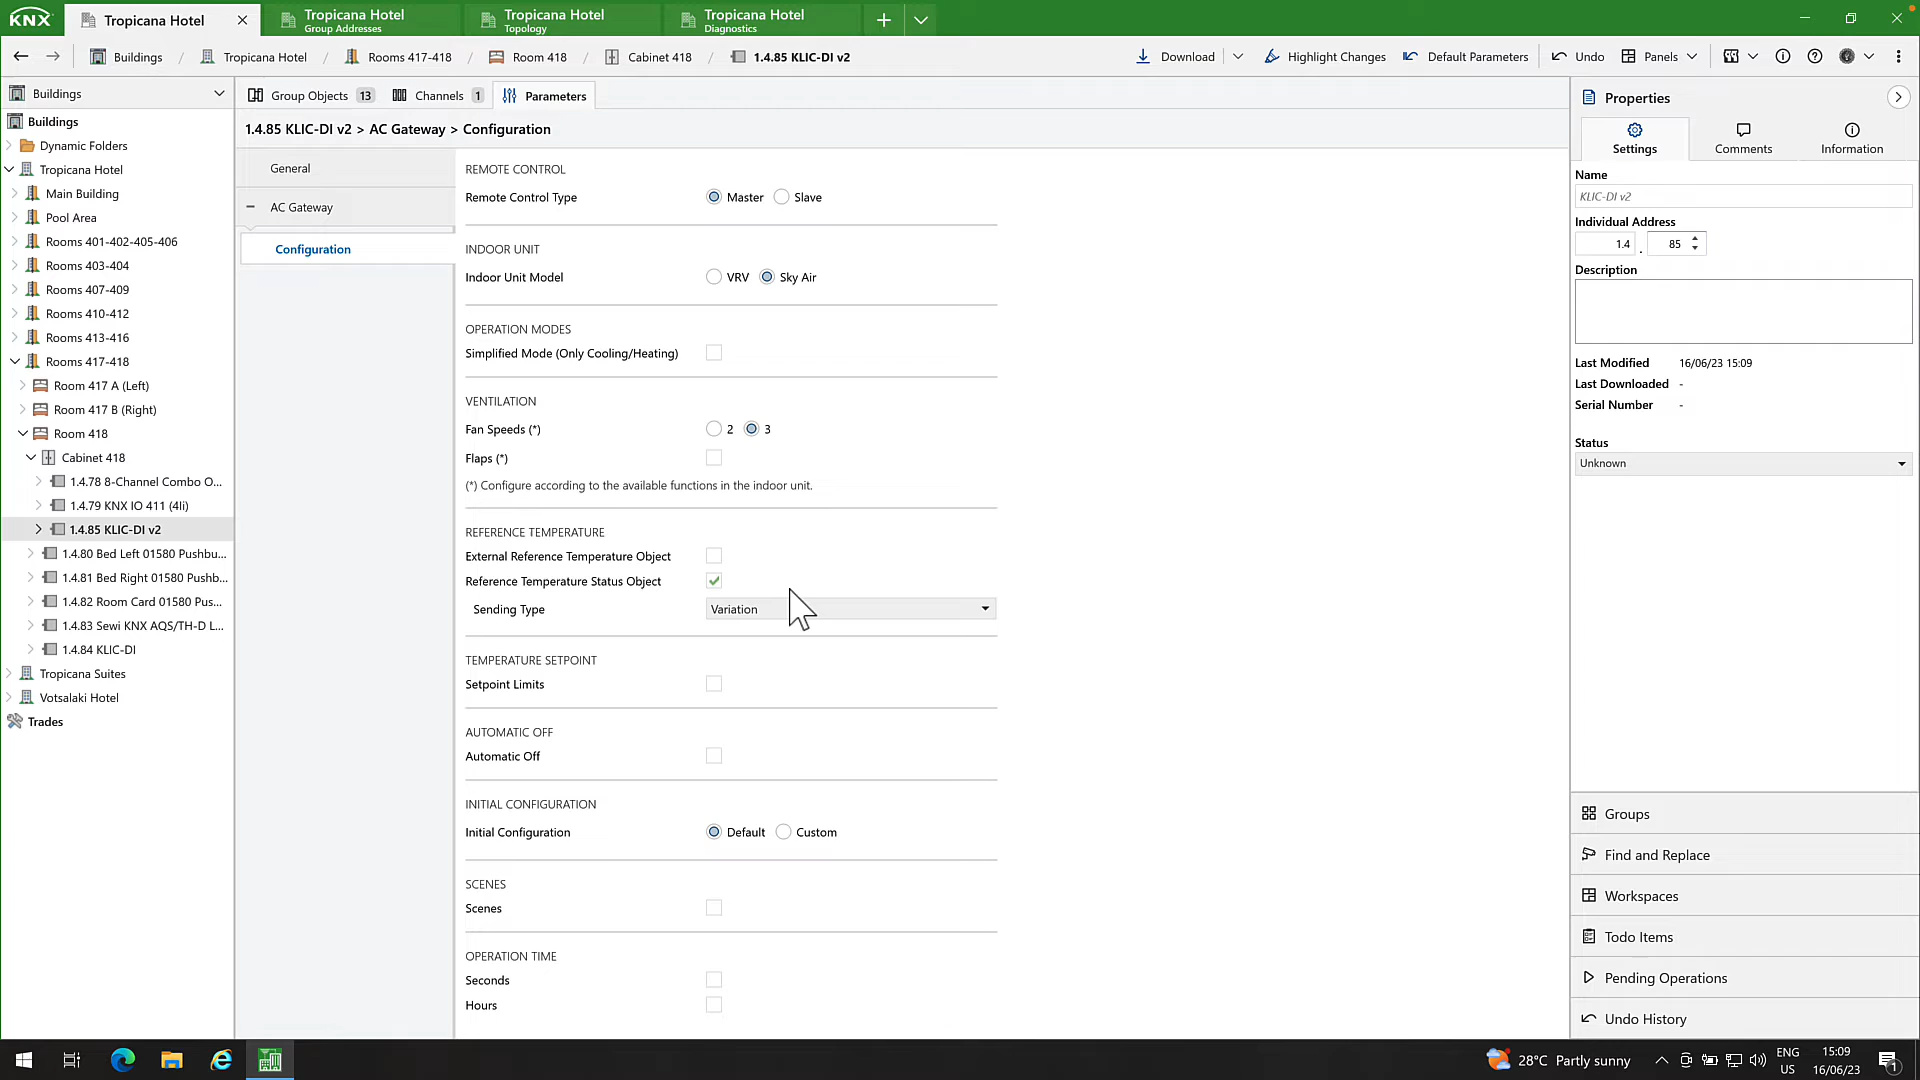 KNX
Tropicana Hotel
Tropicana Hotel
Group Addresses
Tropicana Hotel
Topology
Tropicana Hotel
Diagnostics
Buildings / Tropicana Hotel / Rooms 417-418 / Room 418 / Cabinet 418 / 1.4.85 KLIC-DI v2
Download
Highlight Changes
Default Parameters
Undo
Panels
Buildings
Buildings
Dynamic Folders
Tropicana Hotel
Main Building
Pool Area
Rooms 401-402-405-406
Rooms 403-404
Rooms 407-409
Rooms 410-412
Rooms 413-416
Rooms 417-418
Room 417 A (Left)
Room 417 B (Right)
Room 418
Cabinet 418
1.4.78 8-Channel Combo O...
1.4.79 KNX IO 411 (4Ii)
1.4.85 KLIC-DI v2
1.4.80 Bed Left 01580 Pushbu...
1.4.81 Bed Right 01580 Pushb...
1.4.82 Room Card 01580 Pus...
1.4.83 Sewi KNX AQS/TH-D L...
1.4.84 KLIC-DI
Tropicana Suites
Votsalaki Hotel
Trades
Group Objects 13
Channels 1
Parameters
1.4.85 KLIC-DI v2 > AC Gateway > Configuration
General
AC Gateway
Configuration
REMOTE CONTROL
Remote Control Type Master Slave
INDOOR UNIT
Indoor Unit Model VRV Sky Air
OPERATION MODES
Simplified Mode (Only Cooling/Heating)
VENTILATION
Fan Speeds (*) 2 3
Flaps (*)
(*) Configure according to the available functions in the indoor unit.
REFERENCE TEMPERATURE
External Reference Temperature Object
Reference Temperature Status Object
Sending Type Variation
TEMPERATURE SETPOINT
Setpoint Limits
AUTOMATIC OFF
Automatic Off
INITIAL CONFIGURATION
Initial Configuration Default Custom
SCENES
Scenes
OPERATION TIME
Seconds
Hours
Properties
Settings
Comments
Information
Name
KLIC-DI v2
Individual Address
1.4 . 85
Description
Last Modified 16/06/23 15:09
Last Downloaded -
Serial Number -
Status
Unknown
Groups
Find and Replace
Workspaces
Todo Items
Pending Operations
Undo History
28°C Partly sunny
ENG
US
15:09
16/06/23
1